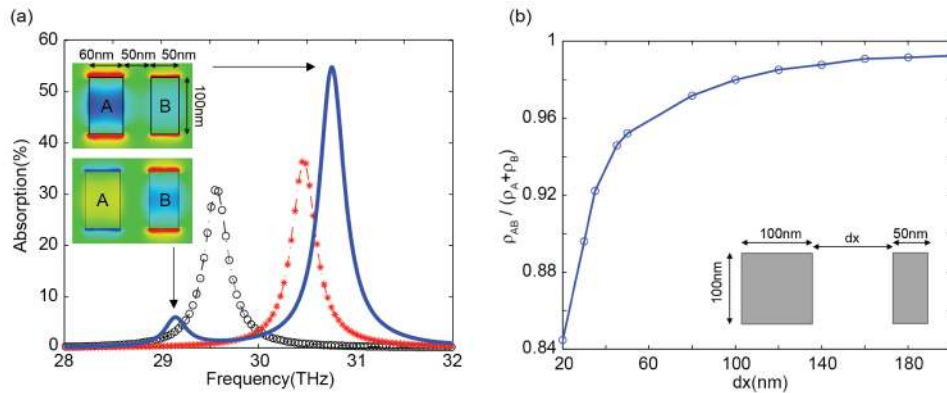 (a)
60
50
40
30
20
10
0
Absorption(%)
28
29
30
31
32
Frequency(THz)
60nm 50nm 50nm
A
B
100nm
A
B
(b)
1
0.96
0.92
0.88
0.84
ρAB / (ρA+ρB)
20
60
100
140
180
dx(nm)
100nm
dx
50nm
100nm